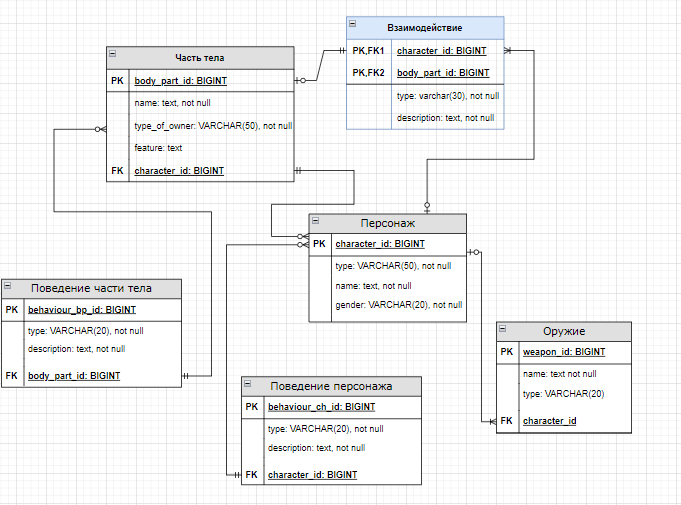 Взаимодействие
PK,FK1 character_id: BIGINT
PK,FK2 body_part_id: BIGINT
type: varchar(30), not null
description: text, not null
Часть тела
PK body_part_id: BIGINT
name: text, not null
type_of_owner: VARCHAR(50), not null
feature: text
FK character_id: BIGINT
Персонаж
PK character_id: BIGINT
type: VARCHAR(50), not null
name: text, not null
gender: VARCHAR(20), not null
Поведение части тела
PK behaviour_bp_id: BIGINT
type: VARCHAR(20), not null
description: text, not null
FK body_part_id: BIGINT
Оружие
PK weapon_id: BIGINT
name: text not null
type: VARCHAR(20)
FK character_id
Поведение персонажа
PK behaviour_ch_id: BIGINT
type: VARCHAR(20), not null
description: text, not null
FK character_id: BIGINT